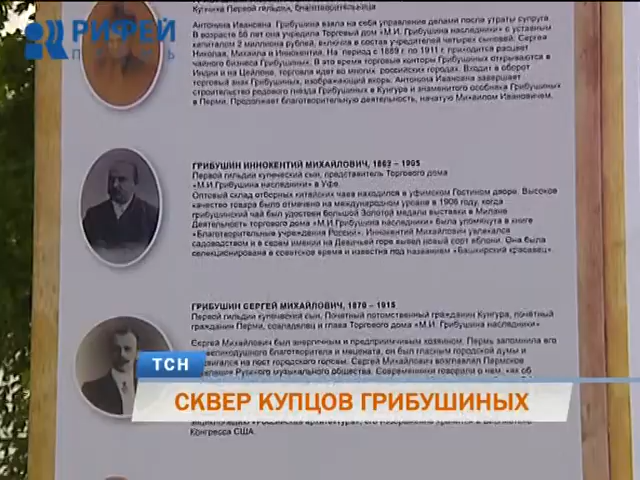 РИФЕЙ
Купчиха Первой гильдии, благотворительница
Антонина Ивановна Грибушина взяла на себя управление делами после утраты супруга
В возрасте 56 лет она учредила Торговый дом «М.И. Грибушина наследники» с уставным
капиталом 2 миллиона рублей, включив в состав учредителей четырех сыновей: Сергея
Николая, Михаила и Иннокентия. На период с 1889 г по 1911 г. приходится расцвет
чайного бизнеса Грибушиных. В это время торговые конторы Грибушиных открываются в
Индии и на Цейлоне, торговля идет во многих российских городах. Входит в оборот
торговый знак Грибушиных, изображающий якорь. Антонина Ивановна завершает
строительство родового гнезда Грибушиных в Кунгуре и знаменитого особняка Грибушиных
в Перми. Продолжает благотворительную деятельность, начатую Михаилом Ивановичем.
ГРИБУШИН ИННОКЕНТИЙ МИХАЙЛОВИЧ, 1862 – 1905
Первой гильдии купеческий сын, представитель Торгового дома
«М.И.Грибушина наследники» в Уфе.
Оптовый склад отборных китайских чаев находился в уфимском Гостином дворе. Высокое
качество товара было отмечено на международном уровне в 1906 году, когда
грибушинский чай был удостоен большой Золотой медали выставки в Милане
Деятельность торгового дома «М.И.Грибушина наследники» была упомянута в книге
«Благотворительные учреждения России». Иннокентий Михайлович увлекался
садоводством и в своем имении на Девичьей горе вывел новый сорт яблони. Она была
селекционирована в советское время и известна под названием «Башкирский красавец».
ГРИБУШИН СЕРГЕЙ МИХАЙЛОВИЧ, 1870 – 1915
Первой гильдии купеческий сын, Почетный потомственный гражданин Кунгура, почётный
гражданин Перми, совладелец и глава Торгового дома «М.И. Грибушина наследники»
Сергей Михайлович был энергичным и предприимчивым хозяином. Пермь запомнила его
великодушного благотворителя и мецената, он был гласным городской думы и
на пост городского головы. Сергей Михайлович возглавлял Пермское
Русского музыкального общества. Современники говорили о нем, «как об
ТСН
СКВЕР КУПЦОВ ГРИБУШИНЫХ
Конгресса США.